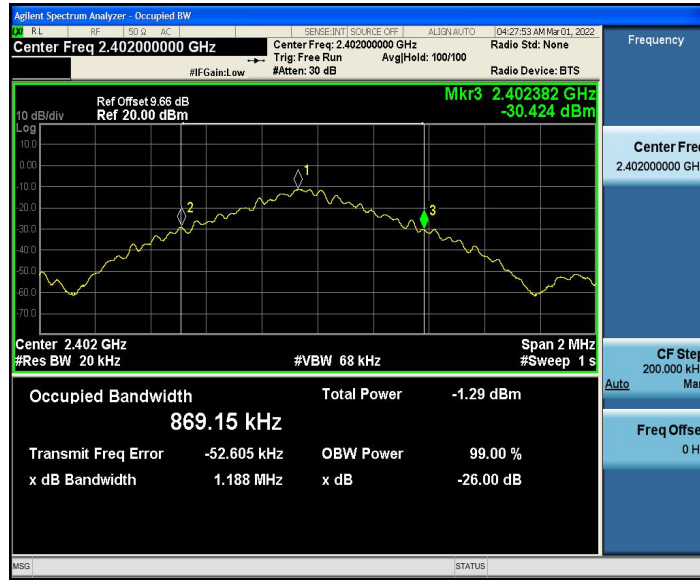 Agilent Spectrum Analyzer - Occupied BW
RL RF 50 Ω AC SENSE:INT SOURCE OFF ALIGN AUTO 04:27:53 AM Mar 01, 2022
Center Freq 2.402000000 GHz
Center Freq: 2.402000000 GHz
Radio Std: None
Trig: Free Run Avg|Hold: 100/100
#IFGain:Low
#Atten: 30 dB
Radio Device: BTS
Ref Offset 9.66 dB
Mkr3 2.402382 GHz
10 dB/div Ref 20.00 dBm
-30.424 dBm
Log
10.0
0.00
-10.0
-20.0
-30.0
-40.0
-50.0
-60.0
-70.0
1
2
3
Center 2.402 GHz
Span 2 MHz
#Res BW 20 kHz
#VBW 68 kHz
#Sweep 1 s
Occupied Bandwidth
Total Power -1.29 dBm
869.15 kHz
Transmit Freq Error -52.605 kHz
OBW Power 99.00 %
x dB Bandwidth 1.188 MHz
x dB -26.00 dB
MSG
STATUS
Frequency
Center Fre
2.402000000 GH
CF Step
200.000 kH
Auto Ma
Freq Offse
0 H